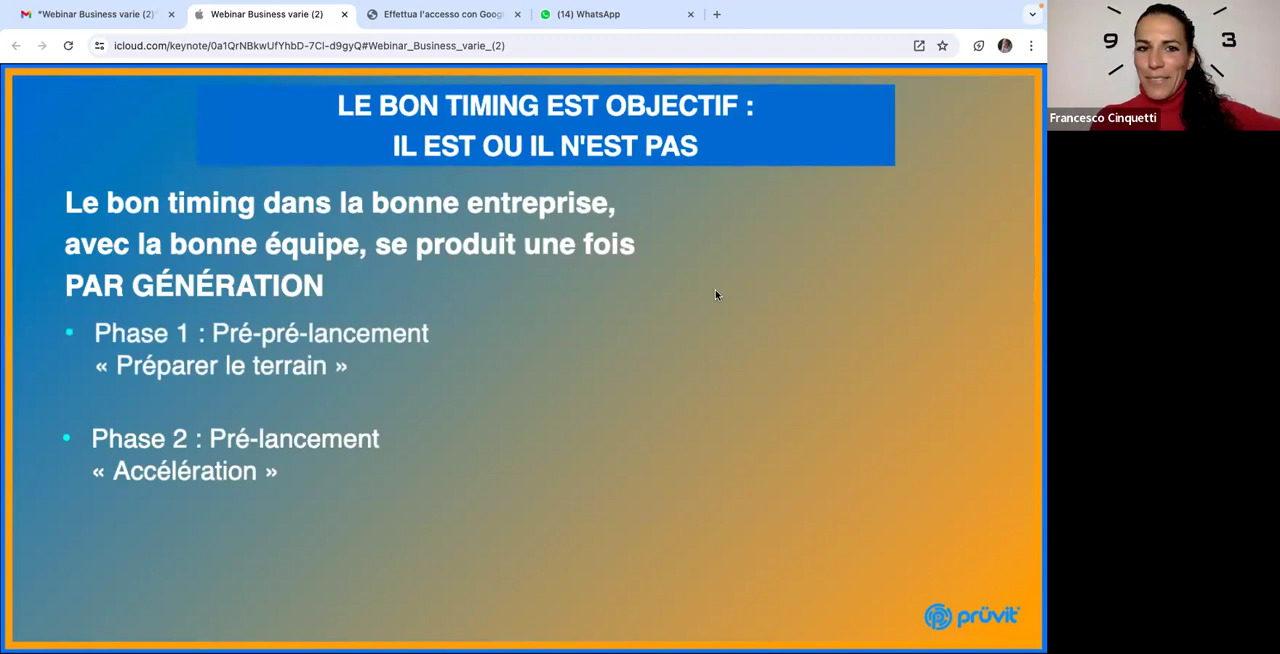 "Webinar Business varie (2)"
Webinar Business varie (2)
Effettua l'accesso con Goog
(14) WhatsApp
icloud.com/keynote/0a1QrNBkwUfYhbD-7Cl-d9gyQ#Webinar_Business_varie_(2)
9
3
Francesco Cinquetti
LE BON TIMING EST OBJECTIF :
IL EST OU IL N'EST PAS
Le bon timing dans la bonne entreprise,
avec la bonne équipe, se produit une fois
PAR GÉNÉRATION
• Phase 1 : Pré-pré-lancement
« Préparer le terrain »
• Phase 2 : Pré-lancement
« Accélération »
prüvit